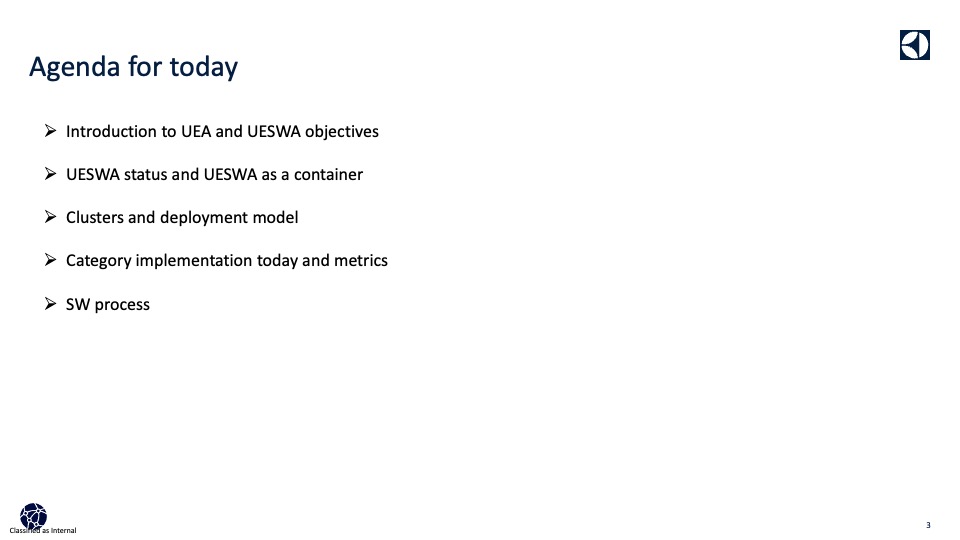 Agenda for today
➢ Introduction to UEA and UESWA objectives
➢ UESWA status and UESWA as a container
➢ Clusters and deployment model
➢ Category implementation today and metrics
➢ SW process
Classified as Internal
3